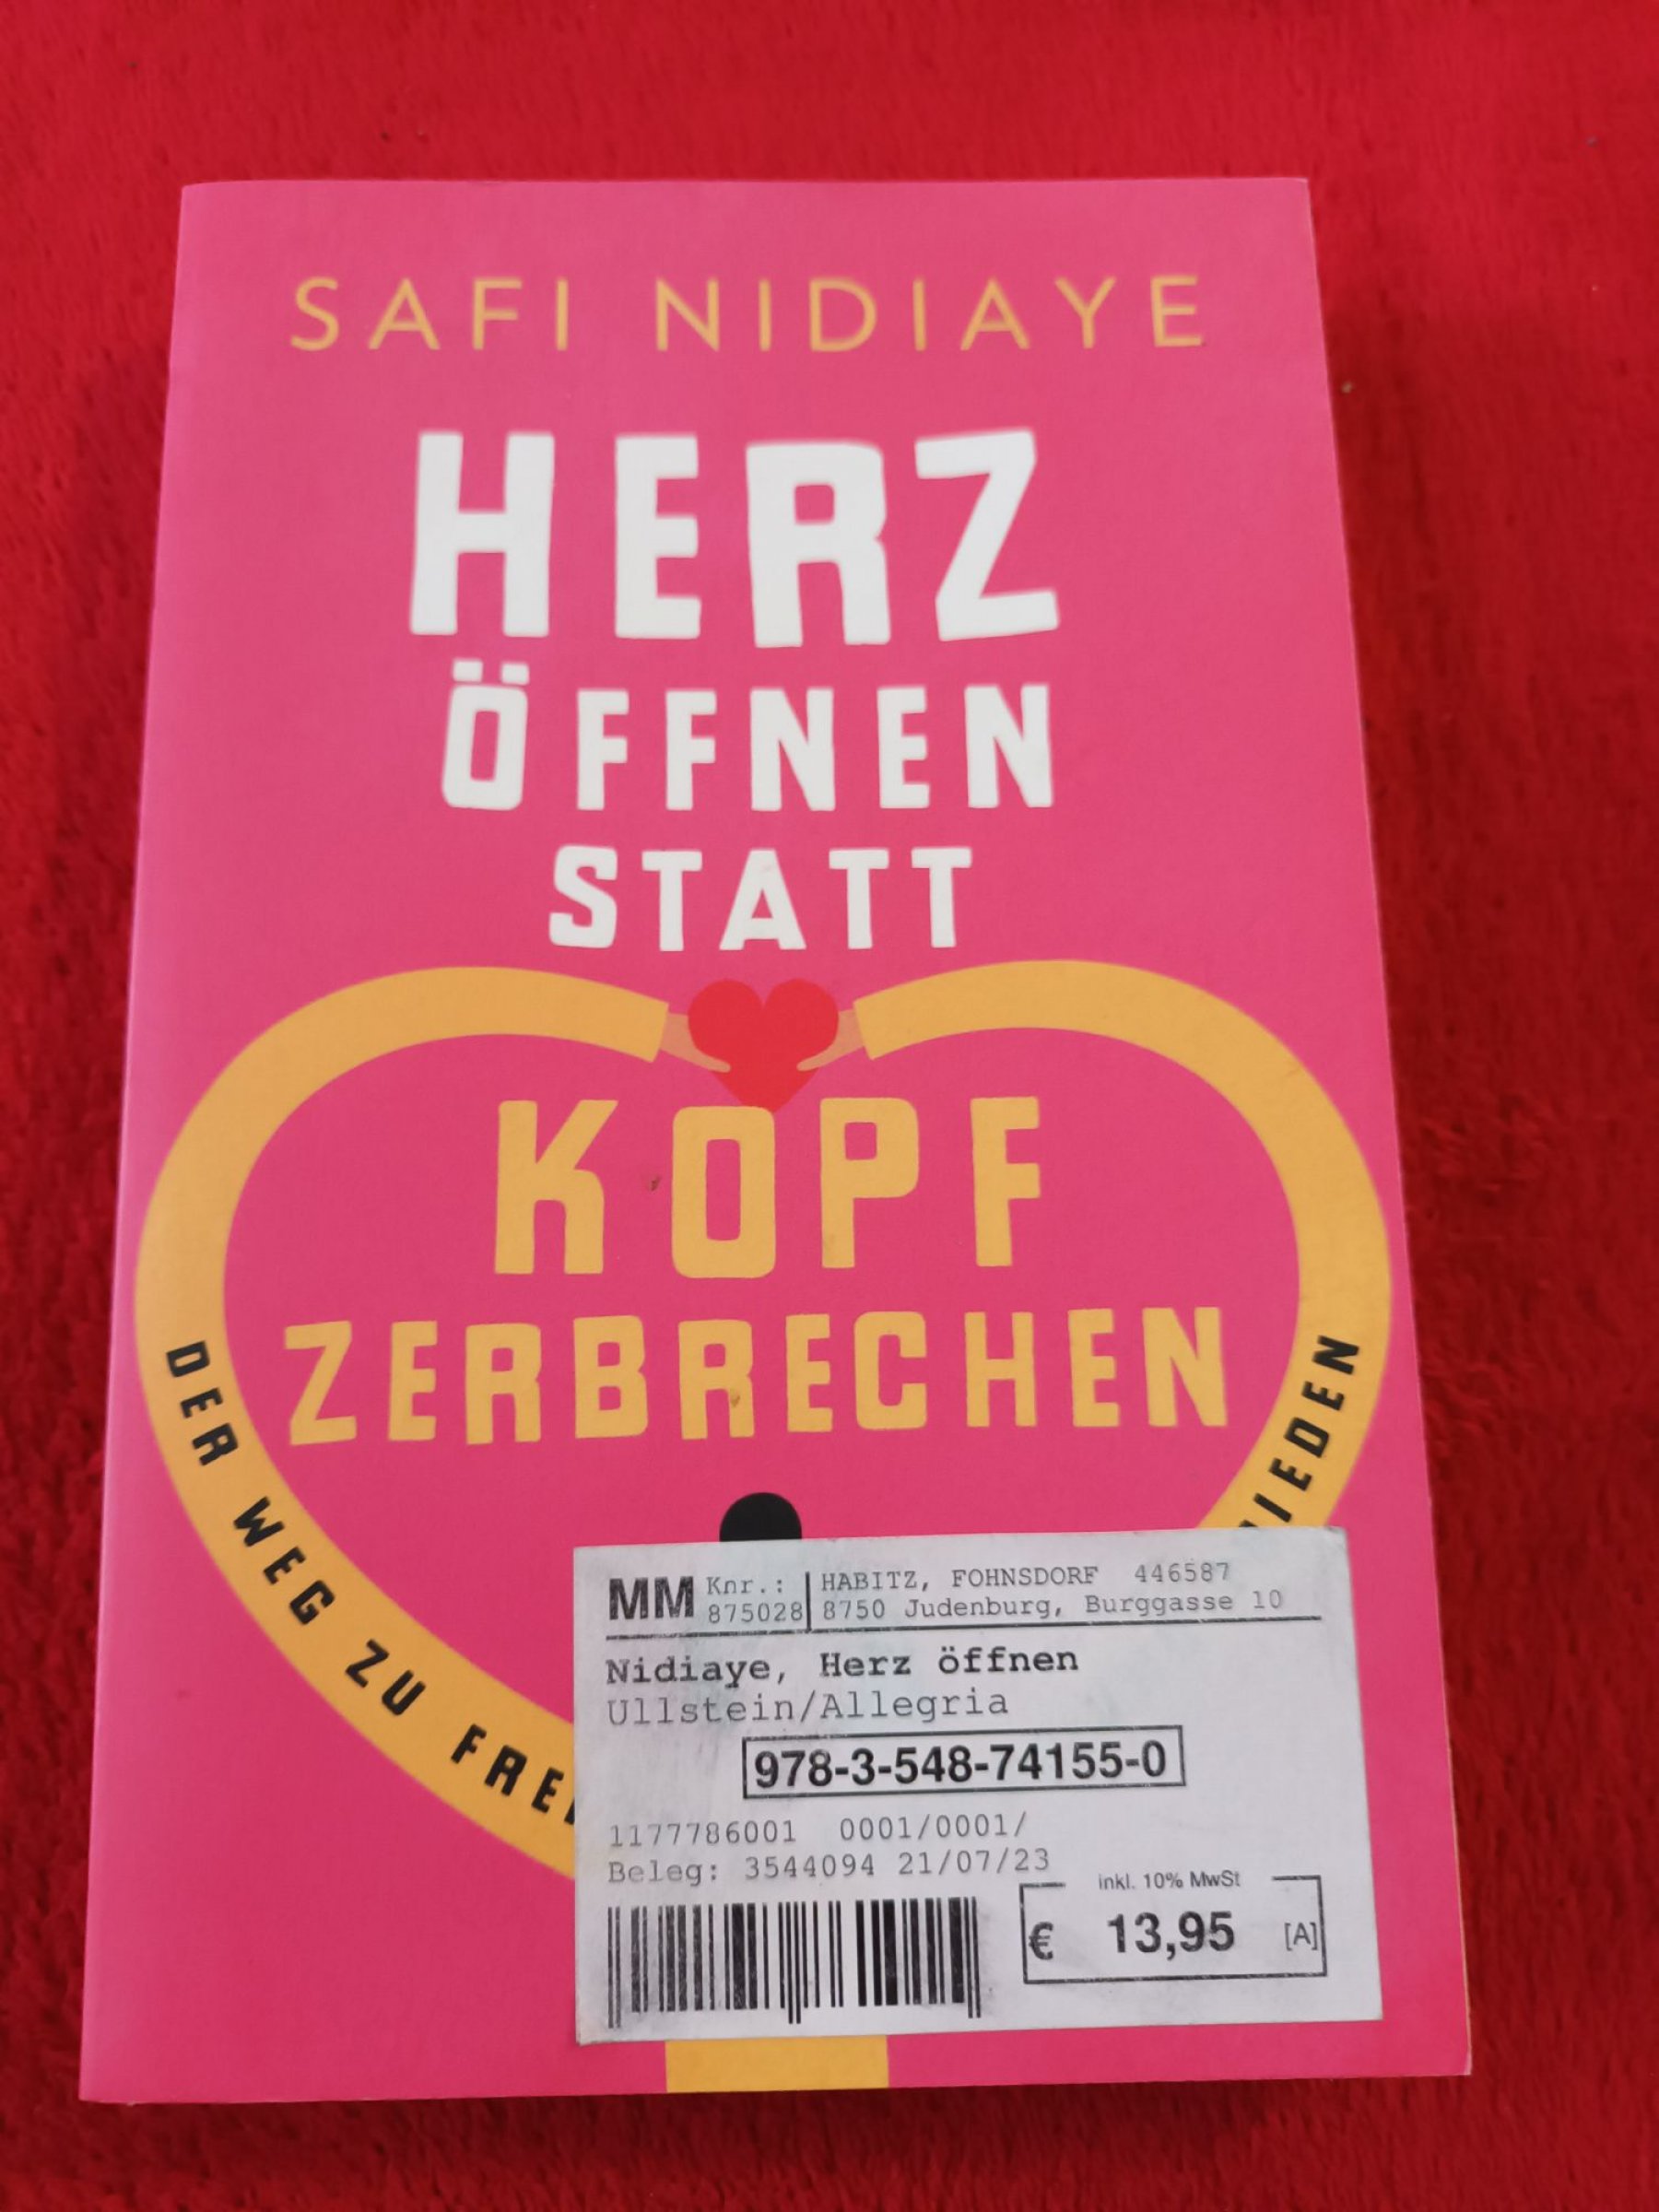 SAFI NIDIAYE
HERZ
ÖFFNEN
STATT
KOPF
ZERBRECHEN
DER WEG ZU FREI
IEDEN
MM Knr.: HABITZ, FOHNSDORF 446587
875028 8750 Judenburg, Burggasse 10
Nidiaye, Herz öffnen
Ullstein/Allegria
978-3-548-74155-0
1177786001 0001/0001/
Beleg: 3544094 21/07/23
inkl. 10% MwSt
€ 13,95 [A]